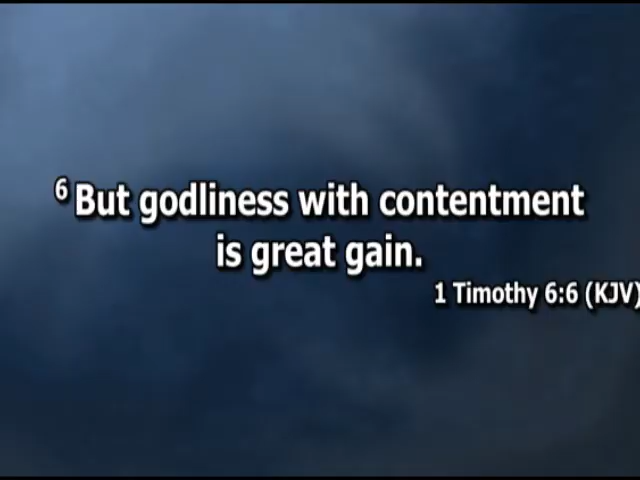 6 But godliness with contentment
is great gain.
1 Timothy 6:6 (KJV)